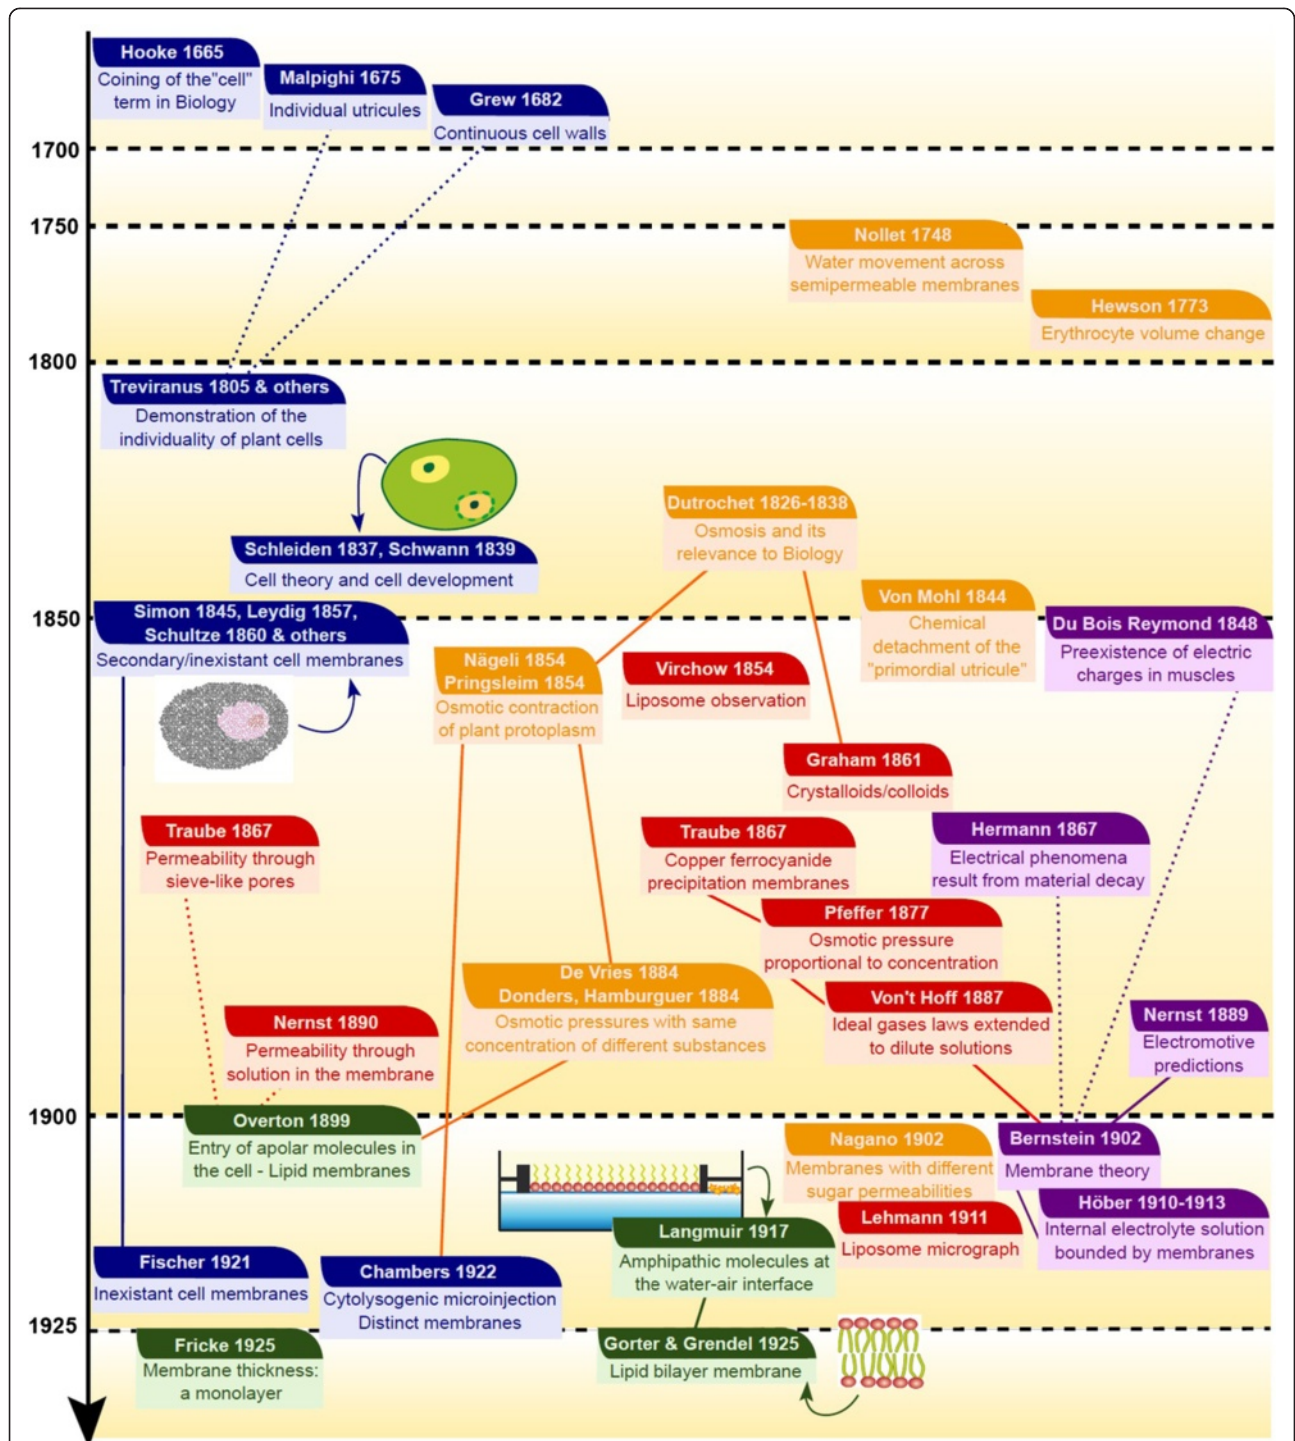 Hooke 1665
Coining of the"cell"
term in Biology
Malpighi 1675
Individual utricules
Grew 1682
Continuous cell walls
1700
1750
Nollet 1748
Water movement across
semipermeable membranes
Hewson 1773
Erythrocyte volume change
1800
Treviranus 1805 & others
Demonstration of the
individuality of plant cells
Schleiden 1837, Schwann 1839
Cell theory and cell development
Dutrochet 1826-1838
Osmosis and its
relevance to Biology
Von Mohl 1844
Chemical
detachment of the
"primordial utricule"
1850
Simon 1845, Leydig 1857,
Schultze 1860 & others
Secondary/inexistant cell membranes
Du Bois Reymond 1848
Preexistence of electric
charges in muscles
Nägeli 1854
Pringsleim 1854
Osmotic contraction
of plant protoplasm
Virchow 1854
Liposome observation
Graham 1861
Crystalloids/colloids
Traube 1867
Permeability through
sieve-like pores
Traube 1867
Copper ferrocyanide
precipitation membranes
Hermann 1867
Electrical phenomena
result from material decay
Pfeffer 1877
Osmotic pressure
proportional to concentration
De Vries 1884
Donders, Hamburguer 1884
Osmotic pressures with same
concentration of different substances
Von't Hoff 1887
Ideal gases laws extended
to dilute solutions
Nernst 1889
Electromotive
predictions
Nernst 1890
Permeability through
solution in the membrane
1900
Overton 1899
Entry of apolar molecules in
the cell - Lipid membranes
Nagano 1902
Membranes with different
sugar permeabilities
Bernstein 1902
Membrane theory
Höber 1910-1913
Internal electrolyte solution
bounded by membranes
Lehmann 1911
Liposome micrograph
Langmuir 1917
Amphipathic molecules at
the water-air interface
Fischer 1921
Inexistant cell membranes
Chambers 1922
Cytolysogenic microinjection
Distinct membranes
1925
Fricke 1925
Membrane thickness:
a monolayer
Gorter & Grendel 1925
Lipid bilayer membrane